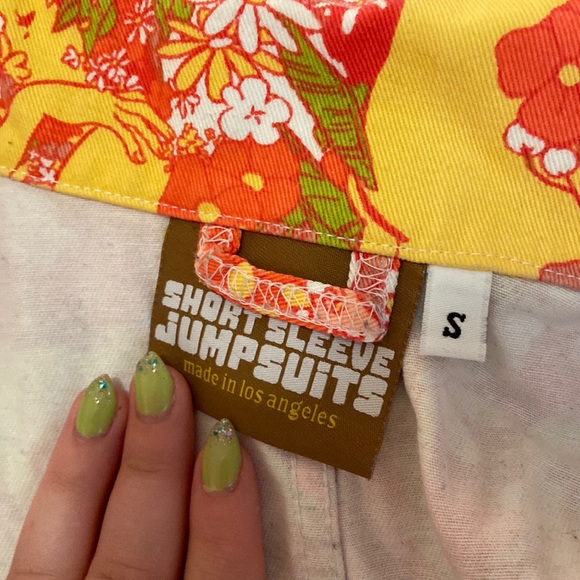 SHORT SLEEVE
JUMPSUiTS
made in los angeles
S